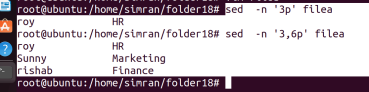 root@ubuntu:/home/simran/folder18# sed -n '3p' filea
roy HR
root@ubuntu:/home/simran/folder18# sed -n '3,6p' filea
roy HR
Sunny Marketing
rishab Finance
root@ubuntu:/home/simran/folder18#